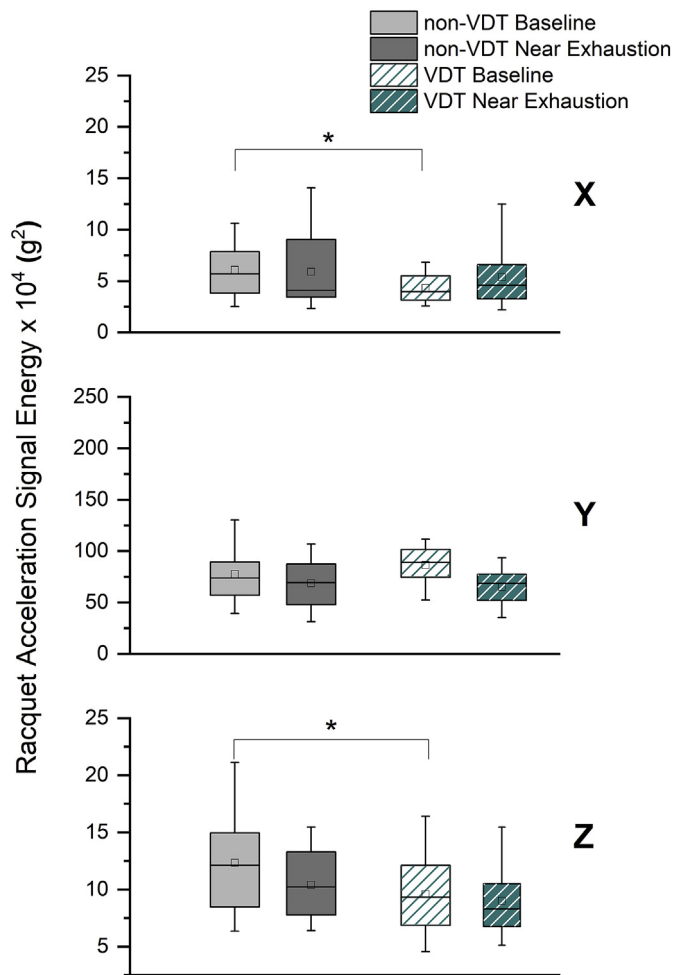 non-VDT Baseline
non-VDT Near Exhaustion
VDT Baseline
VDT Near Exhaustion
Racquet Acceleration Signal Energy x 10⁴ (g²)
25
20
15
10
5
0
*
X
250
200
150
100
50
0
Y
25
20
15
10
5
*
Z